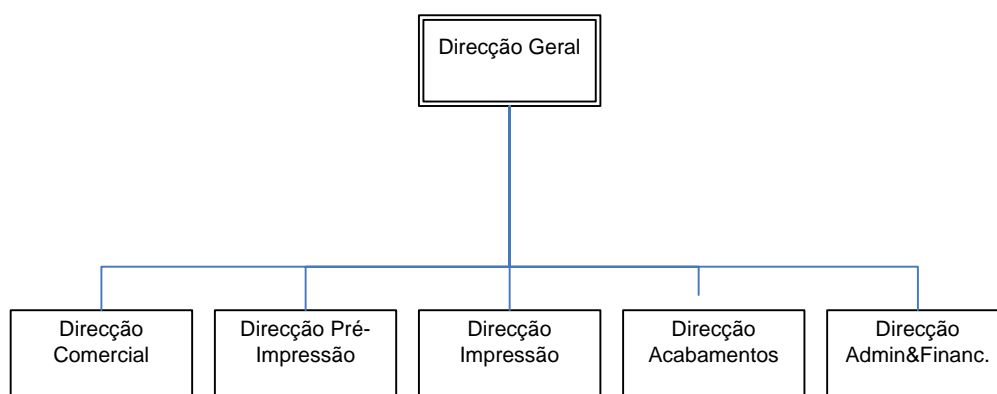 Direcção Geral
Direcção
Comercial
Direcção Pré-
Impressão
Direcção
Impressão
Direcção
Acabamentos
Direcção
Admin&Financ.